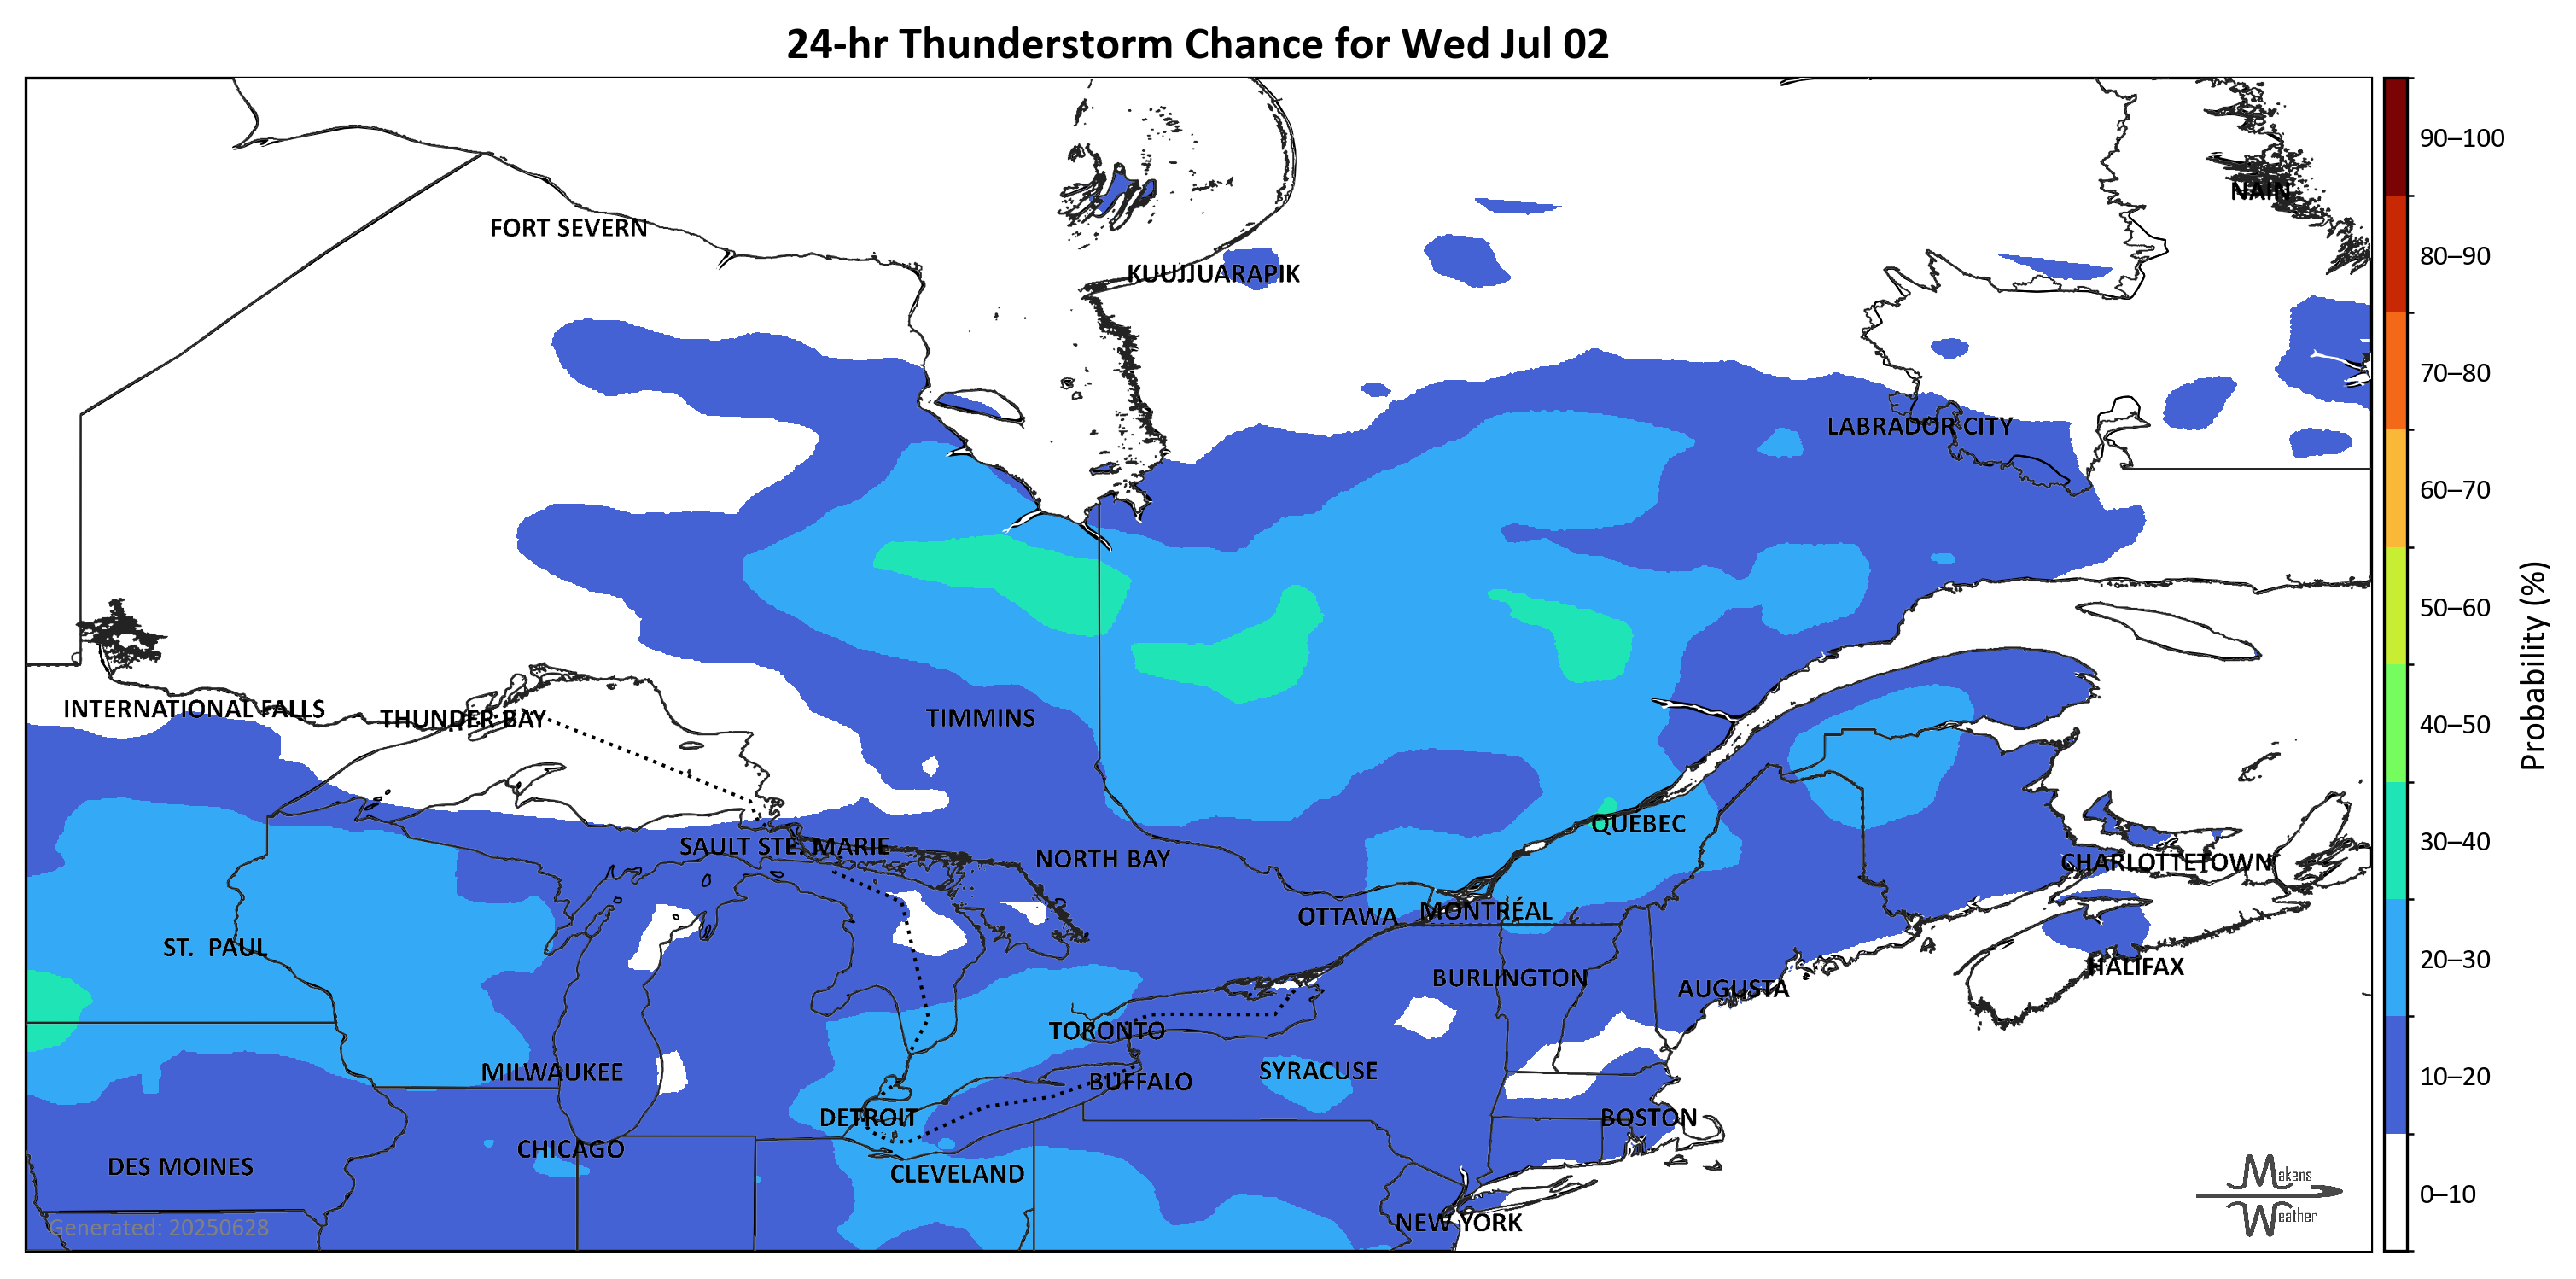 24-hr Thunderstorm Chance for Wed Jul 02
90–100
NAIN
FORT SEVERN
80–90
KUUJJUARAPIK
70–80
LABRADOR CITY
60–70
50–60
Probability (%)
INTERNATIONAL FALLS
THUNDER BAY
TIMMINS
40–50
QUEBEC
30–40
SAULT STE. MARIE
NORTH BAY
CHARLOTTETOWN
OTTAWA
MONTRÉAL
ST. PAUL
20–30
HALIFAX
BURLINGTON
AUGUSTA
TORONTO
MILWAUKEE
SYRACUSE
BUFFALO
10–20
DETROIT
BOSTON
CHICAGO
DES MOINES
CLEVELAND
Makens
Weather
0–10
NEW YORK
Generated: 20250628